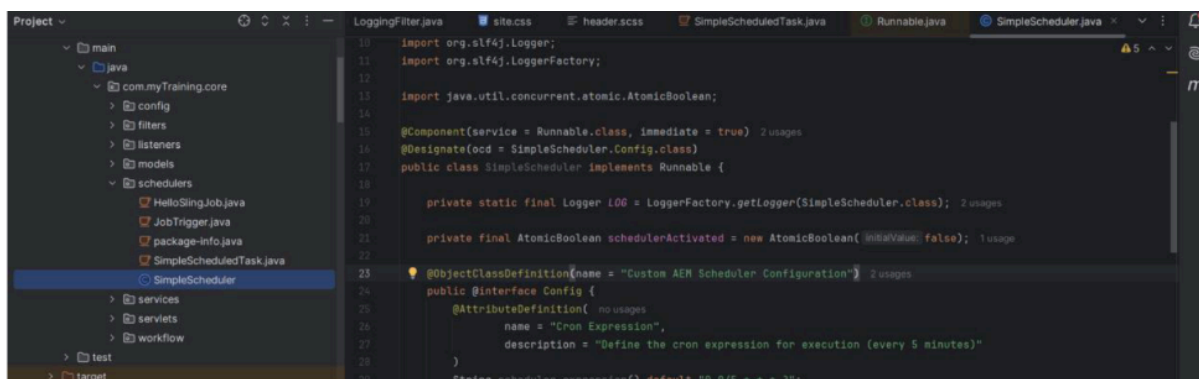 Project
LoggingFilter.java
site.css
header.scss
SimpleScheduledTask.java
Runnable.java
SimpleScheduler.java
main
java
com.myTraining.core
config
filters
listeners
models
schedulers
HelloSlingJob.java
JobTrigger.java
package-info.java
SimpleScheduledTask.java
SimpleScheduler
services
servlets
workflow
test
target
5
10 import org.slf4j.Logger;
11 import org.slf4j.LoggerFactory;
12
13 import java.util.concurrent.atomic.AtomicBoolean;
14
15 @Component(service = Runnable.class, immediate = true) 2 usages
16 @Designate(ocd = SimpleScheduler.Config.class)
17 public class SimpleScheduler implements Runnable {
18
19 private static final Logger LOG = LoggerFactory.getLogger(SimpleScheduler.class); 2 usages
20
21 private final AtomicBoolean schedulerActivated = new AtomicBoolean( initialValue: false); 1 usage
22
23 @ObjectClassDefinition(name = "Custom AEM Scheduler Configuration") 2 usages
24 public @interface Config {
25 @AttributeDefinition( no usages
26 name = "Cron Expression",
27 description = "Define the cron expression for execution (every 5 minutes)"
28 )